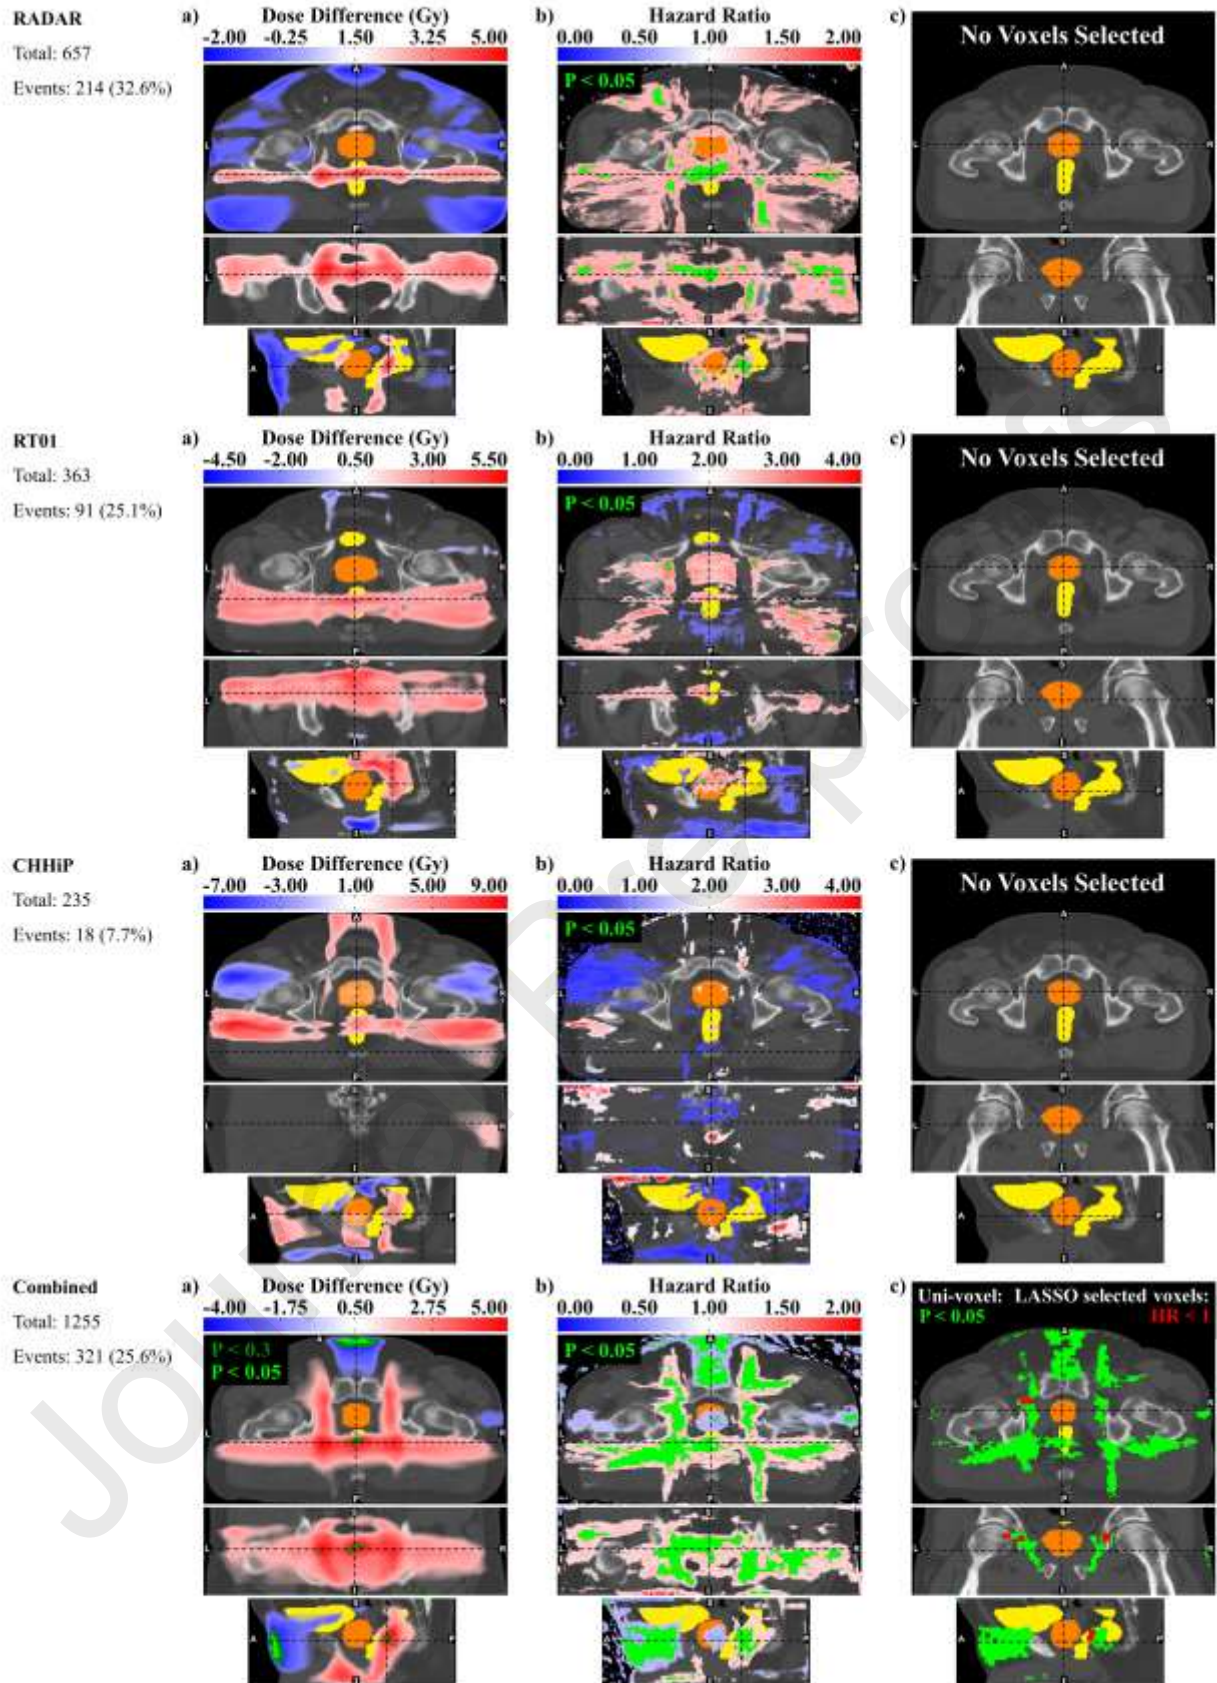 RADAR
Total: 657
Events: 214 (32.6%)
a) Dose Difference (Gy)
-2.00 -0.25 1.50 3.25 5.00
b) Hazard Ratio
0.00 0.50 1.00 1.50 2.00
P < 0.05
c)
No Voxels Selected
RT01
Total: 363
Events: 91 (25.1%)
a) Dose Difference (Gy)
-4.50 -2.00 0.50 3.00 5.50
b) Hazard Ratio
0.00 1.00 2.00 3.00 4.00
P < 0.05
c)
No Voxels Selected
CHHiP
Total: 235
Events: 18 (7.7%)
a) Dose Difference (Gy)
-7.00 -3.00 1.00 5.00 9.00
b) Hazard Ratio
0.00 1.00 2.00 3.00 4.00
P < 0.05
c)
No Voxels Selected
Combined
Total: 1255
Events: 321 (25.6%)
a) Dose Difference (Gy)
-4.00 -1.75 0.50 2.75 5.00
P < 0.3
P < 0.05
b) Hazard Ratio
0.00 0.50 1.00 1.50 2.00
P < 0.05
c)
Uni-voxel: LASSO selected voxels:
P < 0.05 HR < 1
Journal Pre-proofs